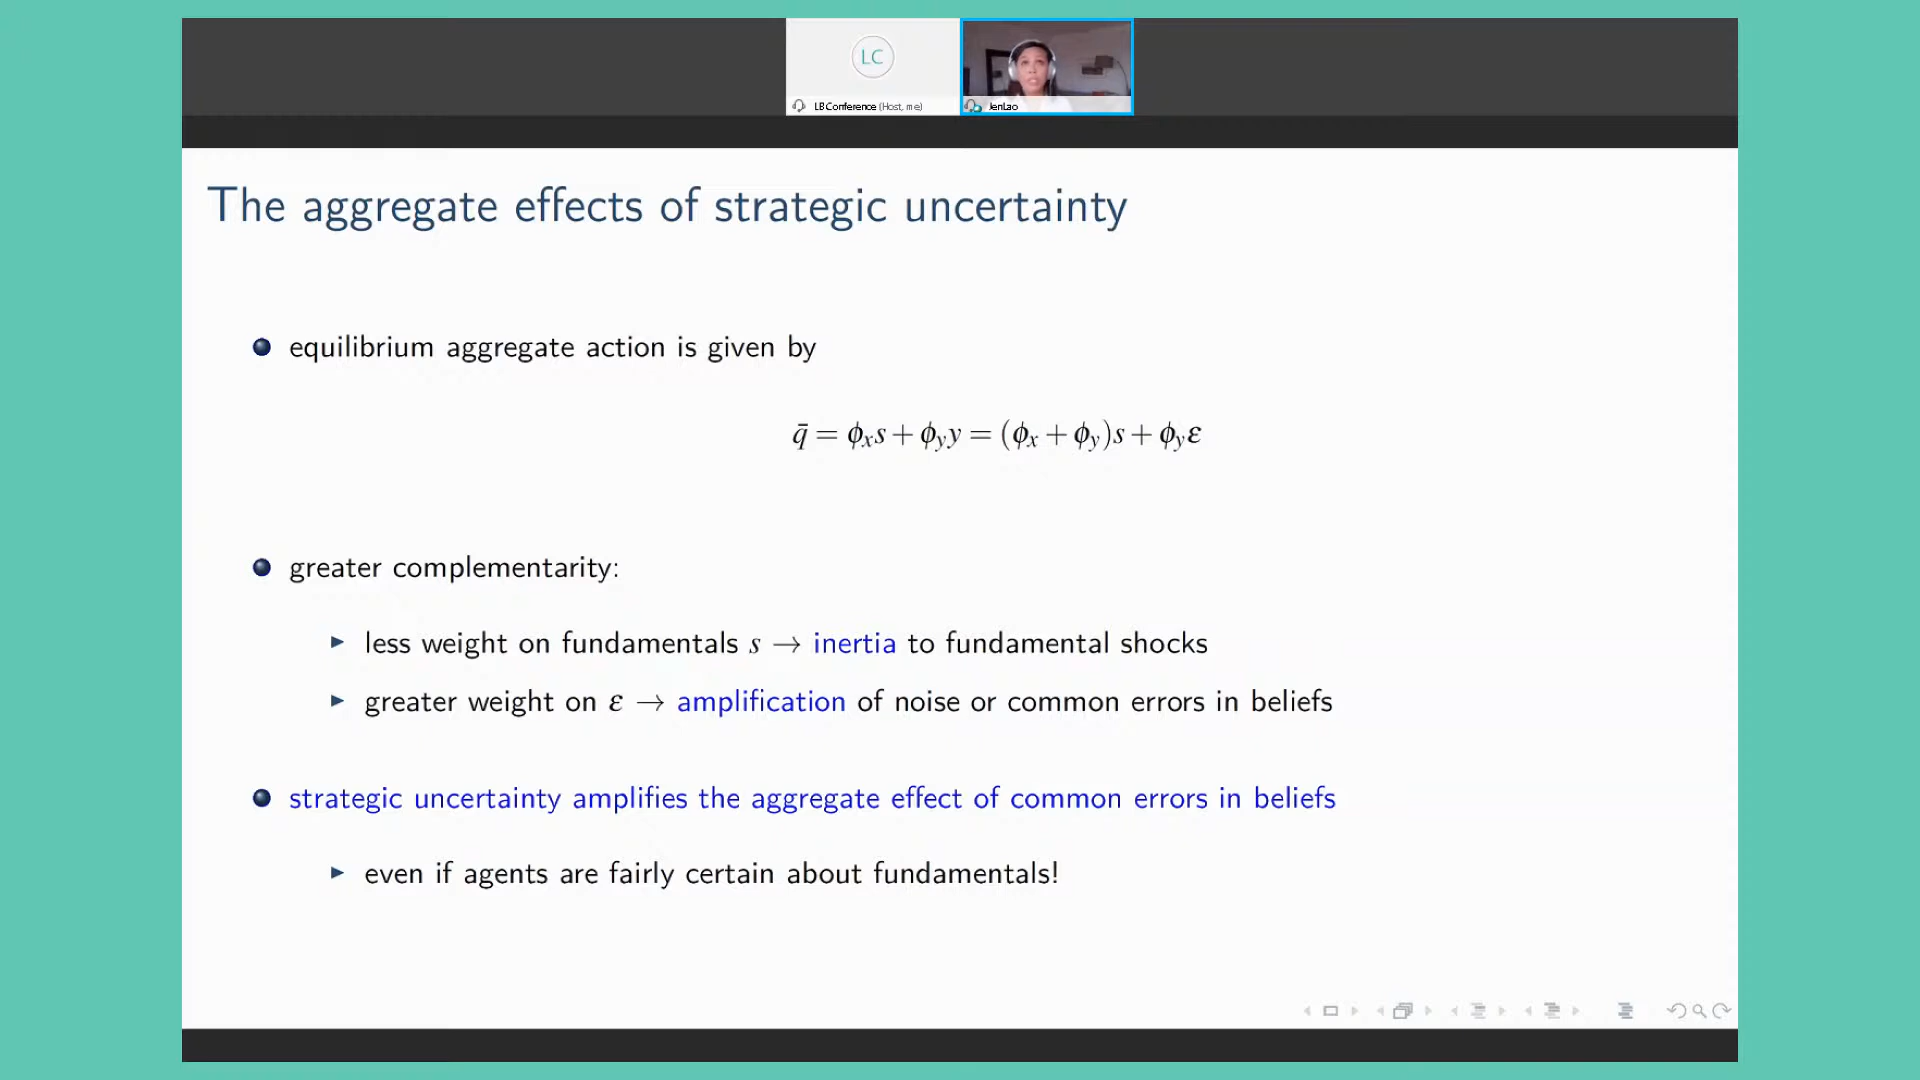 LC
LB Conference (Host, me)
JenLao
The aggregate effects of strategic uncertainty
equilibrium aggregate action is given by
q̄ = ϕₓs + ϕᵧy = (ϕₓ + ϕᵧ)s + ϕᵧε
greater complementarity:
less weight on fundamentals s → inertia to fundamental shocks
greater weight on ε → amplification of noise or common errors in beliefs
strategic uncertainty amplifies the aggregate effect of common errors in beliefs
even if agents are fairly certain about fundamentals!